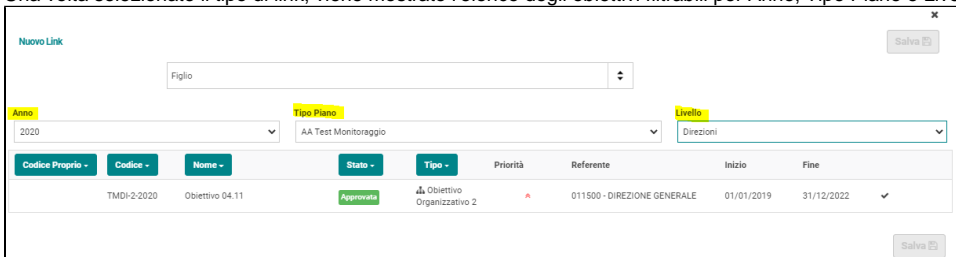 Una volta selezionato il tipo di link, viene mostrato l'elenco degli obiettivi filtrabili per Anno, Tipo Piano e
Nuovo Link
Salva
Figlio
Anno Tipo Piano Livello
2020 AA Test Monitoraggio Direzioni
Codice Proprio Codice Nome Stato Tipo Priorità Referente Inizio Fine
TMDI-2-2020 Obiettivo 04.11 Approvata Obiettivo Organizzativo 2 011500 - DIREZIONE GENERALE 01/01/2019 31/12/2022
Salva